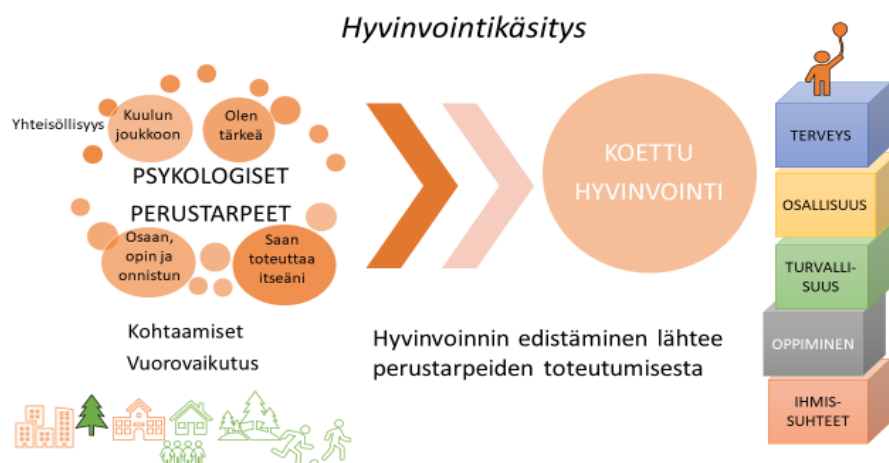 Hyvinvointikäsitys
Yhteisöllisyys
Kuulun
joukkoon
Olen
tärkeä
PSYKOLOGISET
PERUSTARPEET
Osaan,
opin ja
onnistun
Saan
toteuttaa
itseäni
Kohtaamiset
Vuorovaikutus
KOETTU
HYVINVOINTI
Hyvinvoinnin edistäminen lähtee
perustarpeiden toteutumisesta
TERVEYS
OSALLISUUS
TURVALLI-
SUUS
OPPIMINEN
IHMIS-
SUHTEET